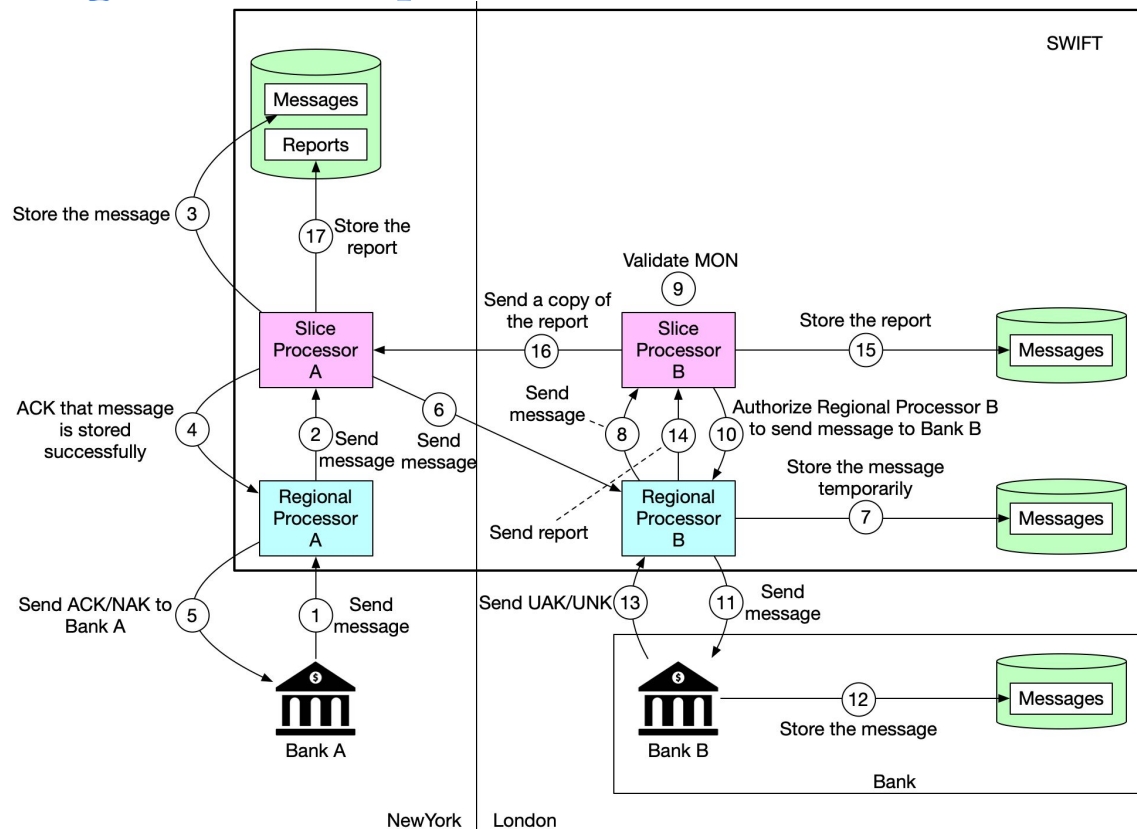 SWIFT
Messages
Reports
Store the message
3
17
Store the
report
Validate MON
9
Send a copy of
the report
16
Slice
Processor
A
Slice
Processor
B
Store the report
15
Messages
ACK that message
is stored
successfully
4
2
Send
message
6
Send
message
Send
message
8
14
10
Authorize Regional Processor B
to send message to Bank B
Regional
Processor
A
Send report
Regional
Processor
B
Store the message
temporarily
7
Messages
Send ACK/NAK to
Bank A
5
1
Send
message
Send UAK/UNK
13
11
Send
message
$
Bank A
$
Bank B
12
Store the message
Messages
Bank
NewYork
London